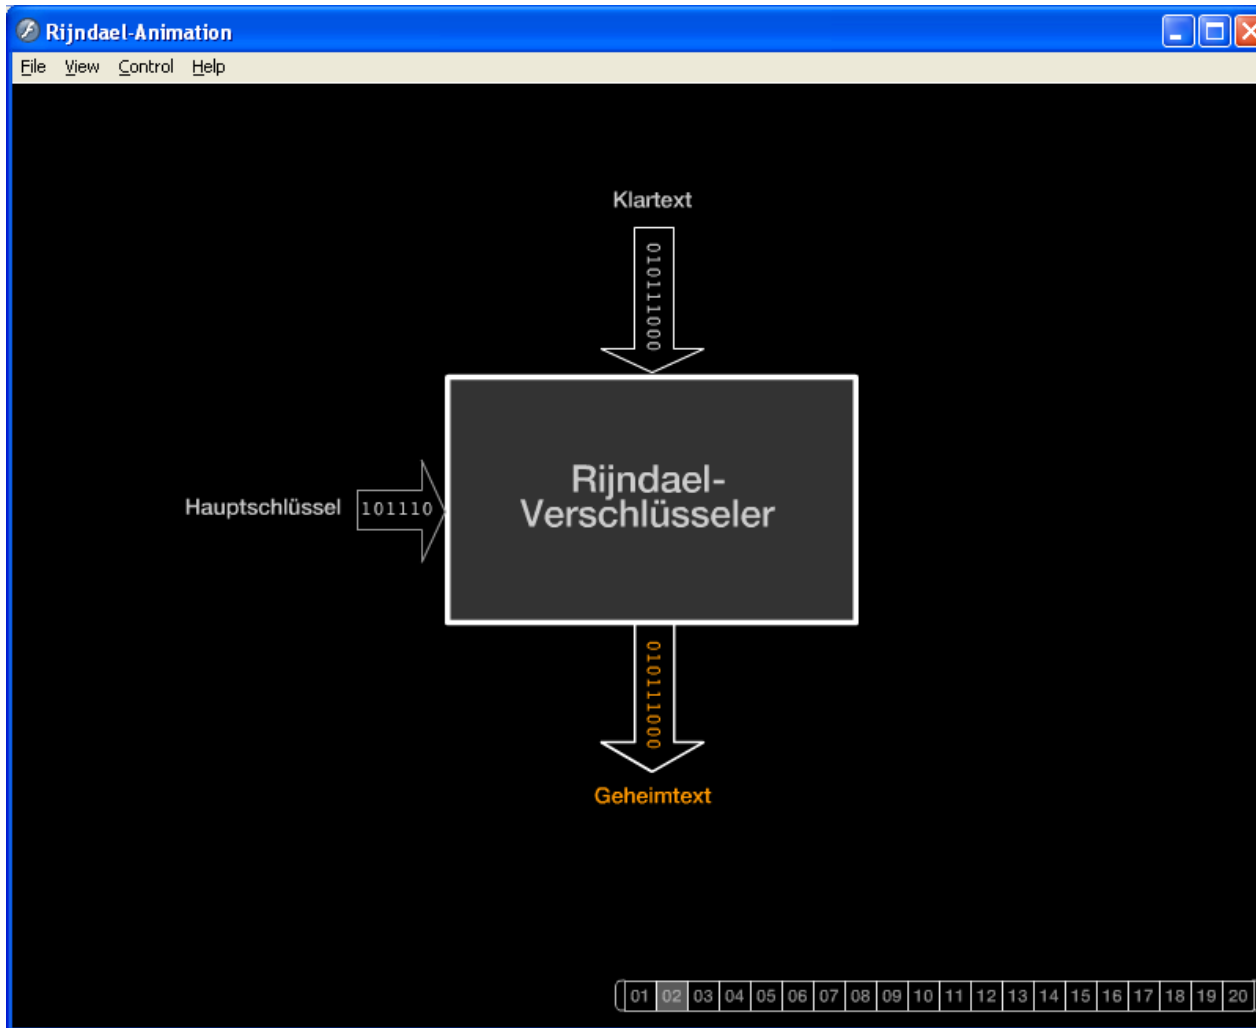 Rijndael-Animation
File View Control Help
Klartext
010111000
Hauptschlüssel 101110
Rijndael-
Verschlüsseler
010111000
Geheimtext
01 02 03 04 05 06 07 08 09 10 11 12 13 14 15 16 17 18 19 20